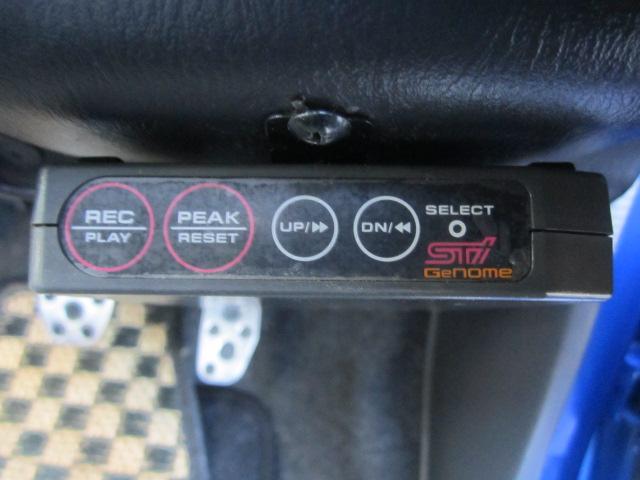 REC
PLAY
PEAK
RESET
UP/▶▶
DN/◀◀
SELECT
STi
GeNome